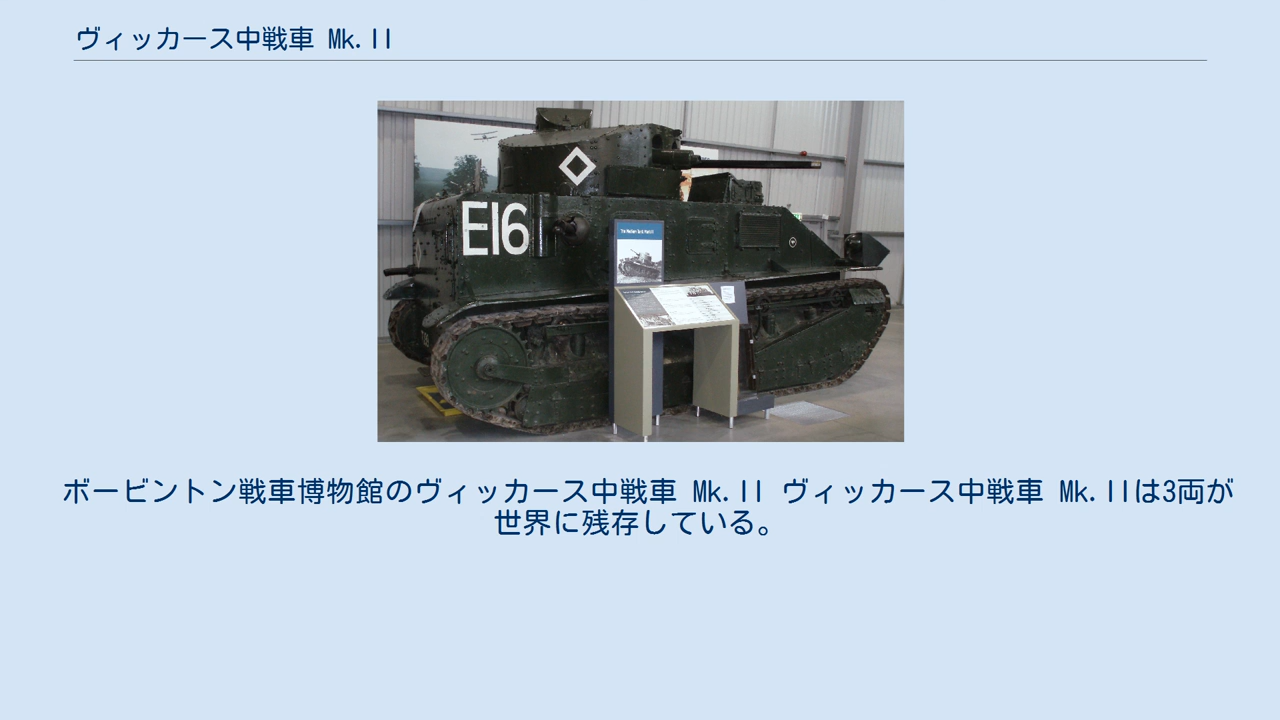 ヴィッカース中戦車 Mk.II
E16
ボービントン戦車博物館のヴィッカース中戦車 Mk.II ヴィッカース中戦車 Mk.IIは3両が
世界に残存している。